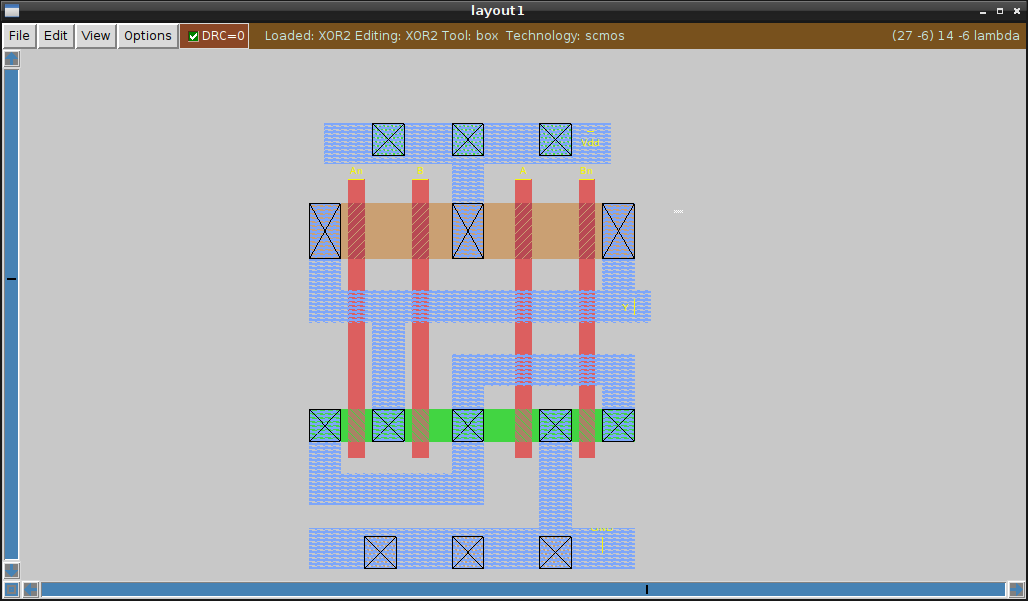 layout1
File Edit View Options DRC=0 Loaded: XOR2 Editing: XOR2 Tool: box Technology: scmos (27 -6) 14 -6 lambda
Vdd
An B A Bn
Y